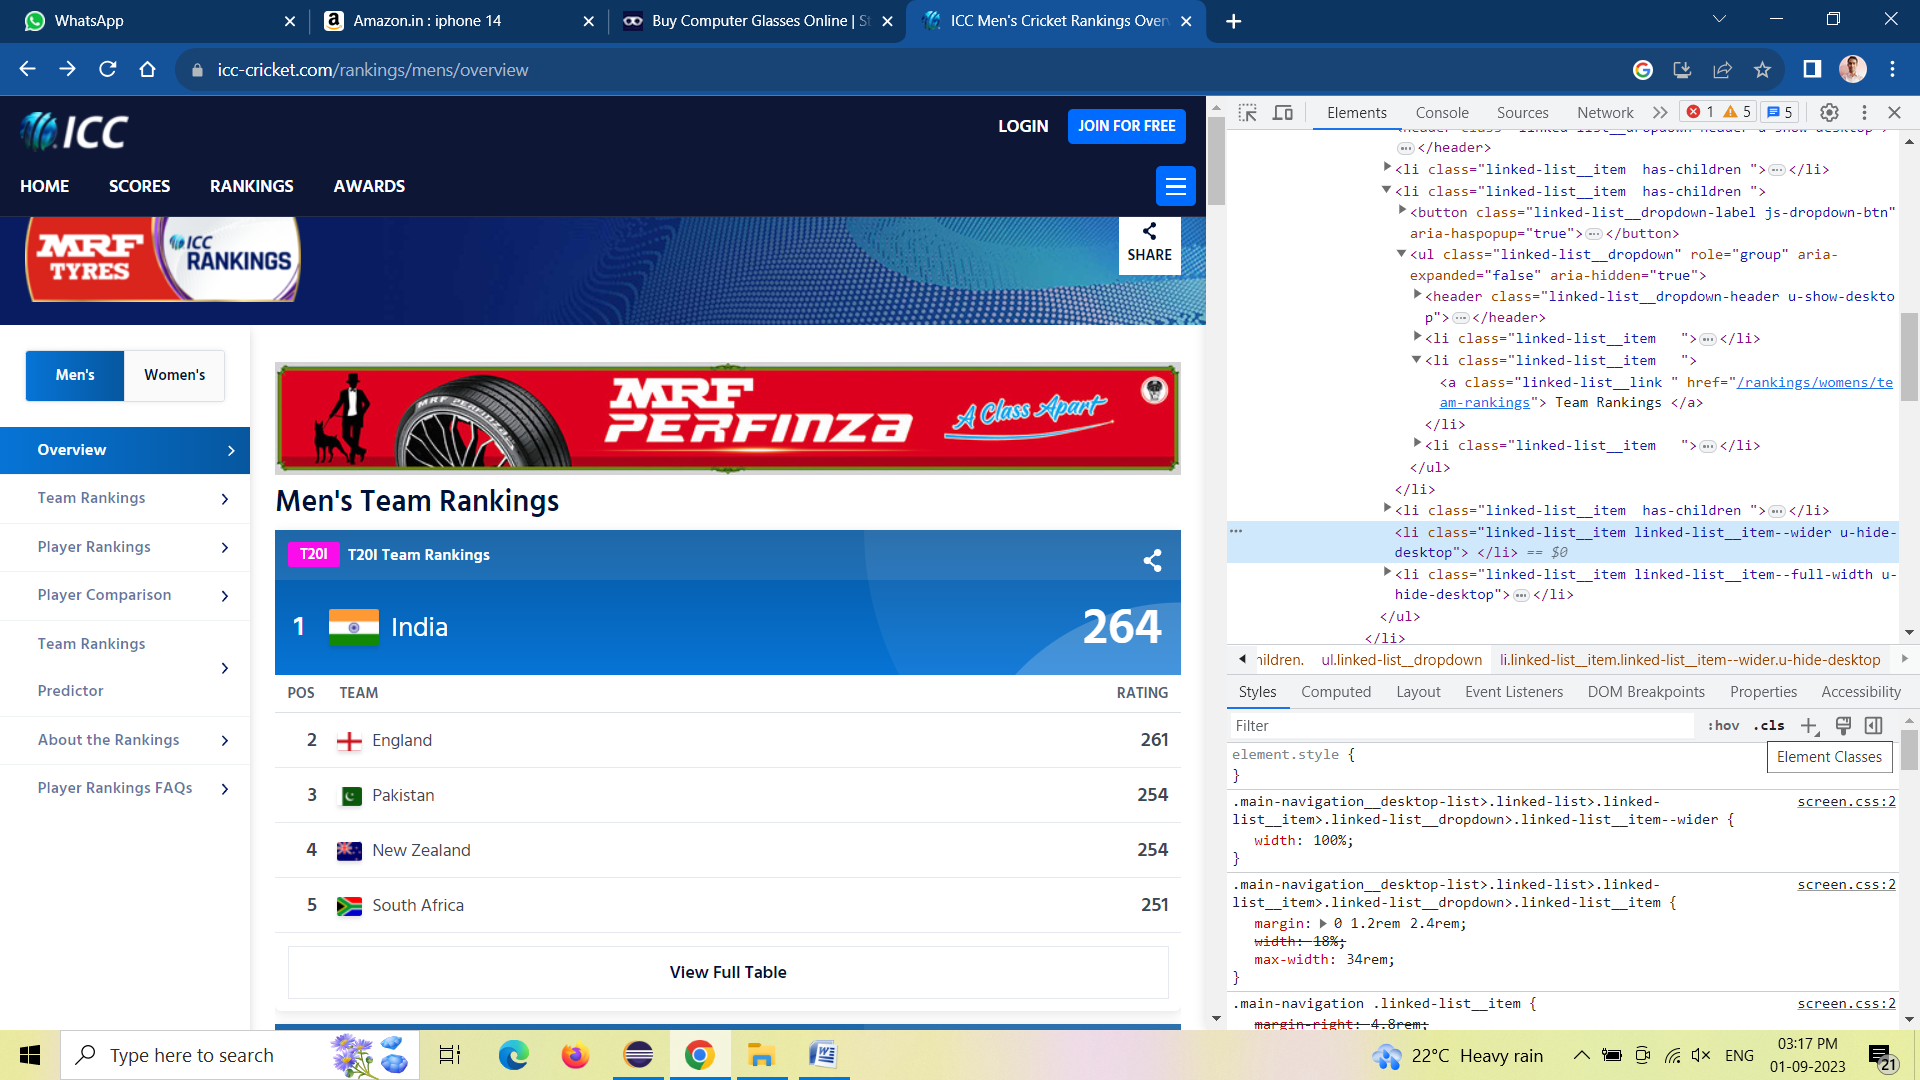 WhatsApp
Amazon.in : iphone 14
Buy Computer Glasses Online | St
ICC Men's Cricket Rankings Over
icc-cricket.com/rankings/mens/overview
ICC
LOGIN
JOIN FOR FREE
HOME
SCORES
RANKINGS
AWARDS
MRF
TYRES
ICC
RANKINGS
SHARE
Men's
Women's
Overview
Team Rankings
Player Rankings
Player Comparison
Team Rankings
Predictor
About the Rankings
Player Rankings FAQs
MRF PERFINZA
MRF
PERFINZA
A Class Apart
Men's Team Rankings
T20I
T20I Team Rankings
1 India 264
POS TEAM RATING
2 England 261
3 Pakistan 254
4 New Zealand 254
5 South Africa 251
View Full Table
Elements Console Sources Network 1 5 5
<header class="linked-list__dropdown-header u-show-desktop">
</header>
<li class="linked-list__item  has-children ">…</li>
<li class="linked-list__item  has-children ">
<button class="linked-list__dropdown-label js-dropdown-btn"
aria-haspopup="true">…</button>
<ul class="linked-list__dropdown" role="group" aria-
expanded="false" aria-hidden="true">
<header class="linked-list__dropdown-header u-show-deskto
p">…</header>
<li class="linked-list__item   ">…</li>
<li class="linked-list__item   ">
<a class="linked-list__link " href="/rankings/womens/te
am-rankings"> Team Rankings </a>
</li>
<li class="linked-list__item   ">…</li>
</ul>
</li>
<li class="linked-list__item  has-children ">…</li>
<li class="linked-list__item linked-list__item--wider u-hide-
desktop"> </li> == $0
<li class="linked-list__item linked-list__item--full-width u-
hide-desktop">…</li>
</ul>
</li>
hildren. ul.linked-list__dropdown li.linked-list__item.linked-list__item--wider.u-hide-desktop
Styles Computed Layout Event Listeners DOM Breakpoints Properties Accessibility
Filter :hov .cls
Element Classes
element.style {
}
.main-navigation__desktop-list>.linked-list>.linked- screen.css:2
list__item>.linked-list__dropdown>.linked-list__item--wider {
width: 100%;
}
.main-navigation__desktop-list>.linked-list>.linked- screen.css:2
list__item>.linked-list__dropdown>.linked-list__item {
margin: 0 1.2rem 2.4rem;
width: 18%;
max-width: 34rem;
}
.main-navigation .linked-list__item { screen.css:2
margin-right: 4.8rem;
Type here to search
22°C Heavy rain
ENG
03:17 PM
01-09-2023
21